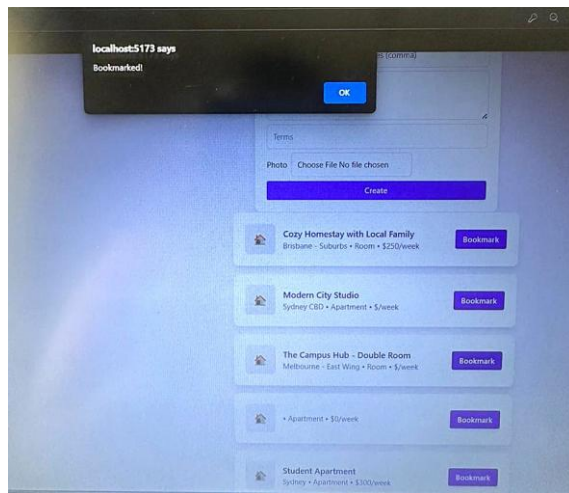 localhost:5173 says
Bookmarked!
OK
(comma)
Terms
Photo Choose File No file chosen
Create
Cozy Homestay with Local Family
Brisbane - Suburbs • Room • $250/week
Bookmark
Modern City Studio
Sydney CBD • Apartment • $/week
Bookmark
The Campus Hub - Double Room
Melbourne - East Wing • Room • $/week
Bookmark
• Apartment • $0/week
Bookmark
Student Apartment
Sydney • Apartment • $300/week
Bookmark